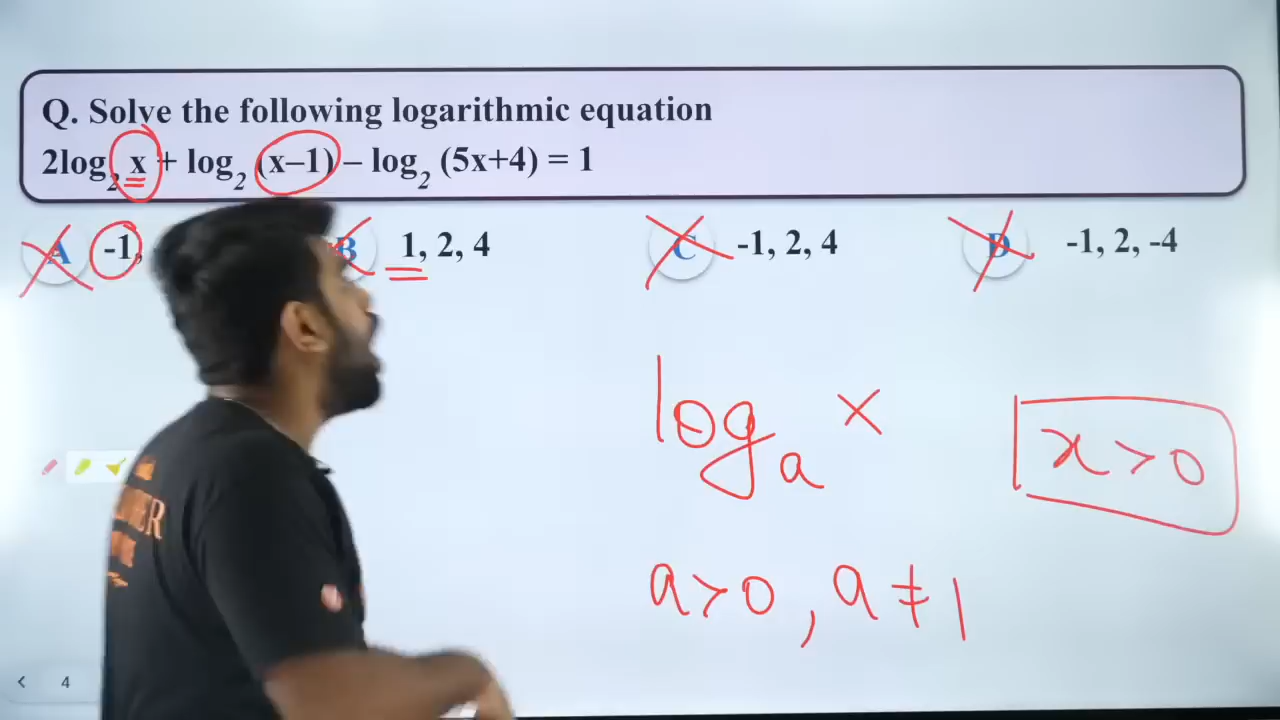 Q. Solve the following logarithmic equation
2log₂ x + log₂ (x–1) – log₂ (5x+4) = 1
A -1,
B 1, 2, 4
C -1, 2, 4
D -1, 2, -4
logₐ x
x > 0
a > 0, a ≠ 1
4